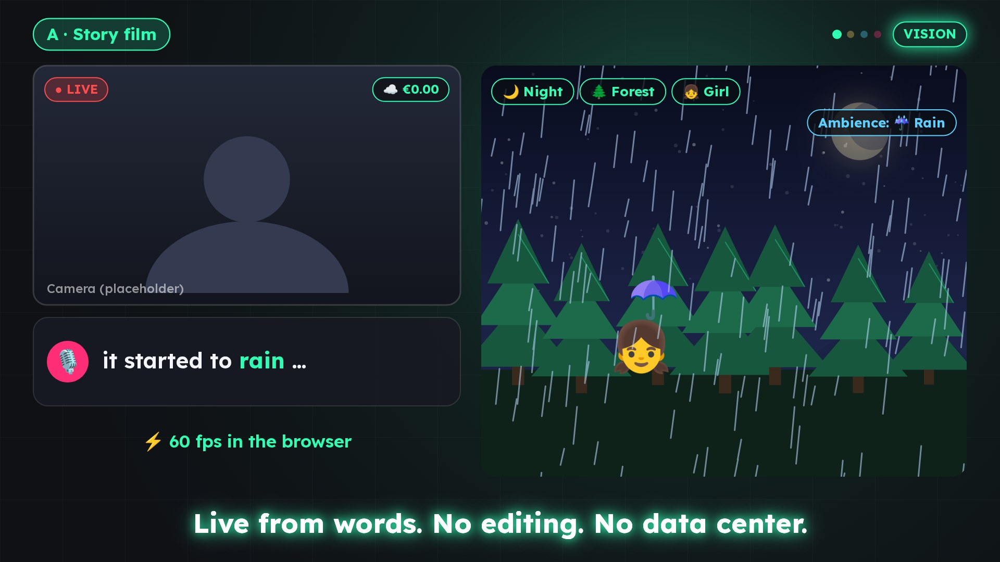 A · Story film
VISION
● LIVE
☁️ €0.00
🌙 Night
🌲 Forest
👧 Girl
Ambience: ☔ Rain
Camera (placeholder)
it started to rain ...
⚡ 60 fps in the browser
Live from words. No editing. No data center.